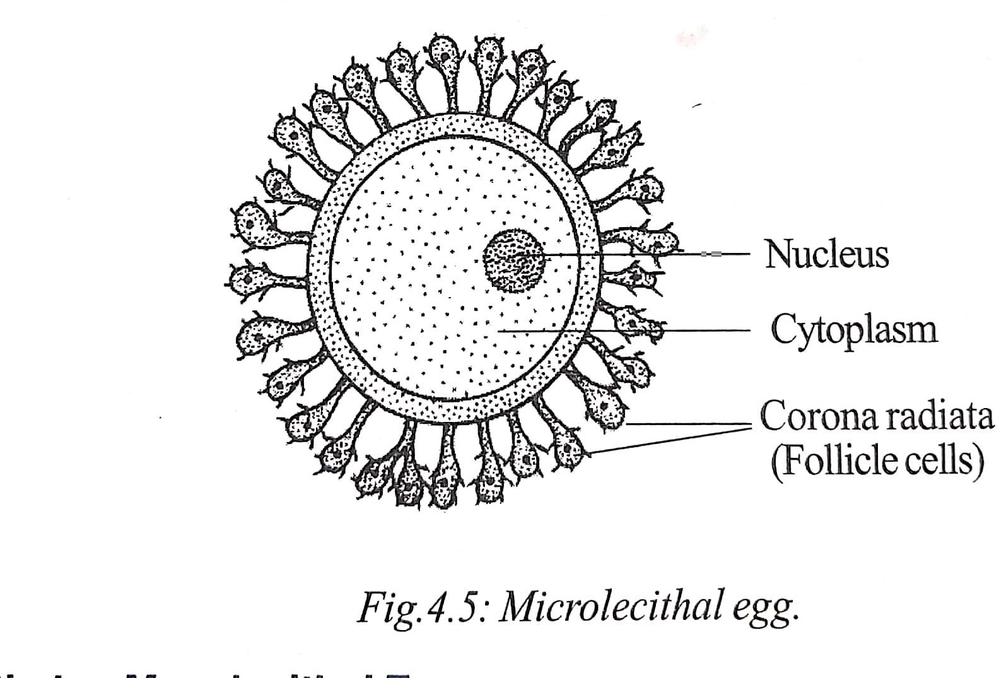 Nucleus
Cytoplasm
Corona radiata
(Follicle cells)
Fig.4.5: Microlecithal egg.